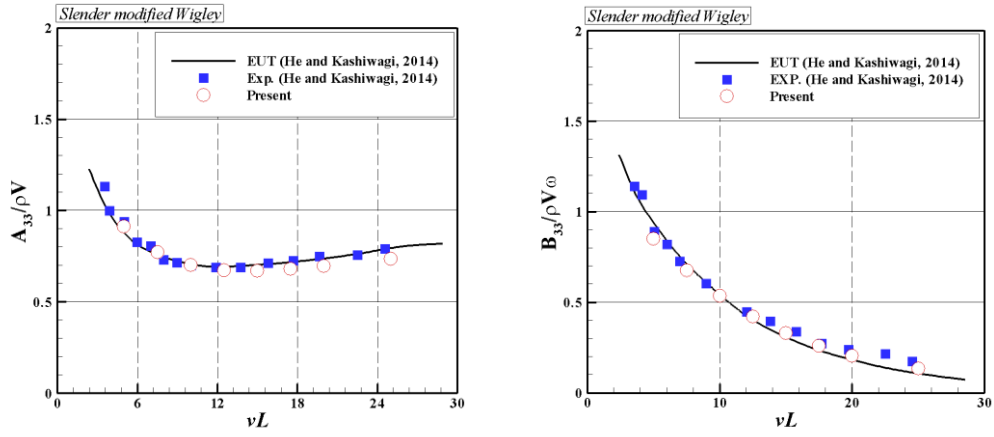 Slender modified Wigley
EUT (He and Kashiwagi, 2014)
Exp. (He and Kashiwagi, 2014)
Present
2
1.5
1
0.5
0
A33/ρV
0 6 12 18 24 30
νL
Slender modified Wigley
EUT (He and Kashiwagi, 2014)
EXP. (He and Kashiwagi, 2014)
Present
2
1.5
1
0.5
0
B33/ρVω
0 10 20 30
νL